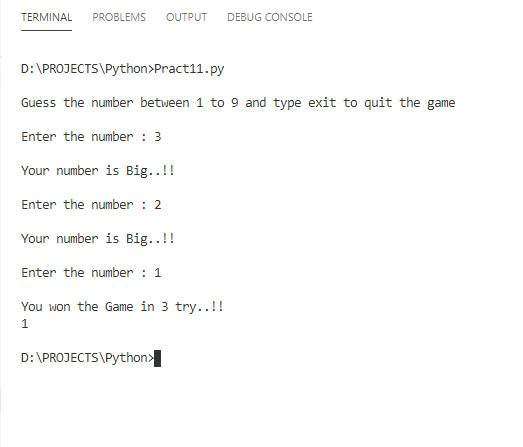 TERMINAL PROBLEMS OUTPUT DEBUG CONSOLE
D:\PROJECTS\Python>Pract11.py
Guess the number between 1 to 9 and type exit to quit the game
Enter the number : 3
Your number is Big..!!
Enter the number : 2
Your number is Big..!!
Enter the number : 1
You won the Game in 3 try..!!
1
D:\PROJECTS\Python>